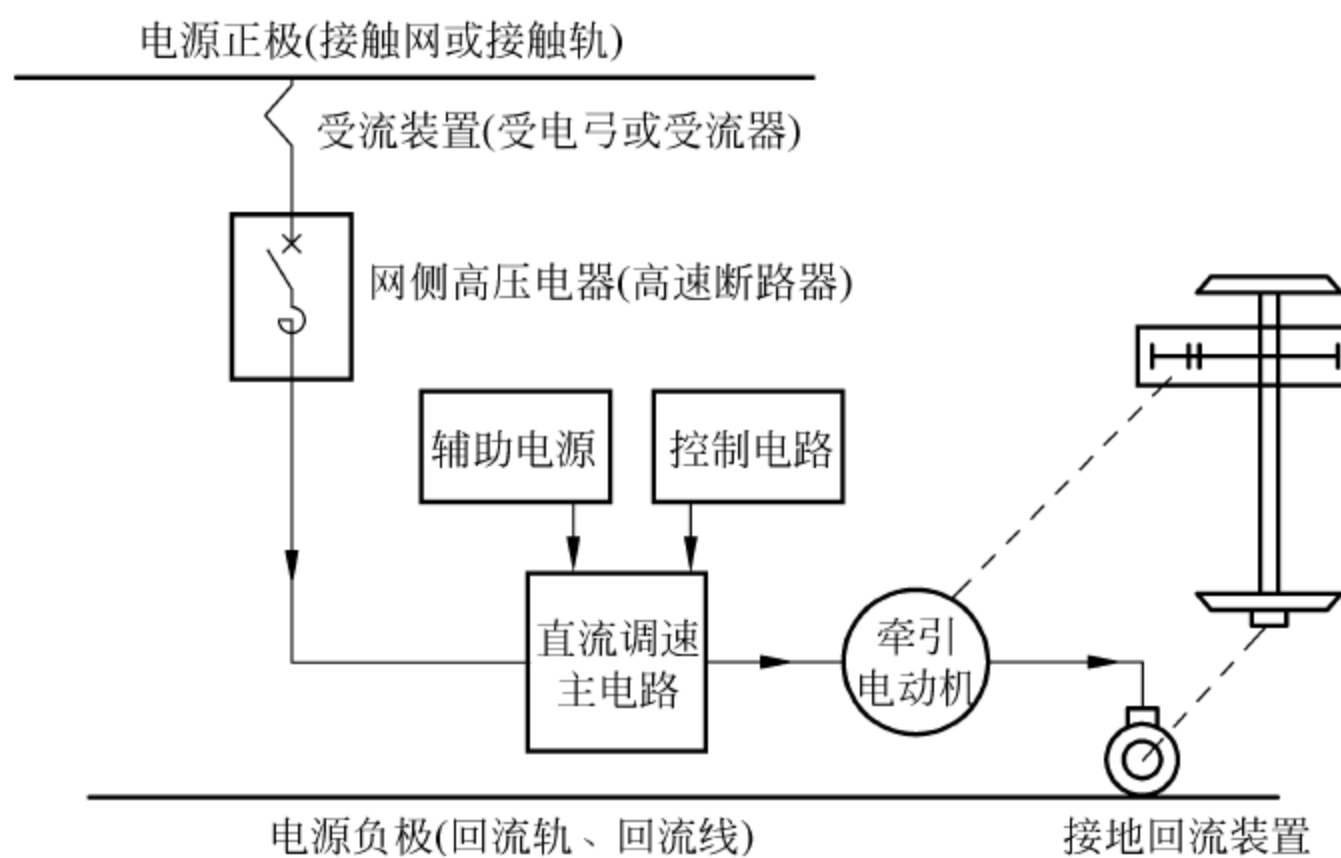 电源正极(接触网或接触轨)
受流装置(受电弓或受流器)
网侧高压电器(高速断路器)
辅助电源
控制电路
直流调速
主电路
牵引
电动机
电源负极(回流轨、回流线)
接地回流装置